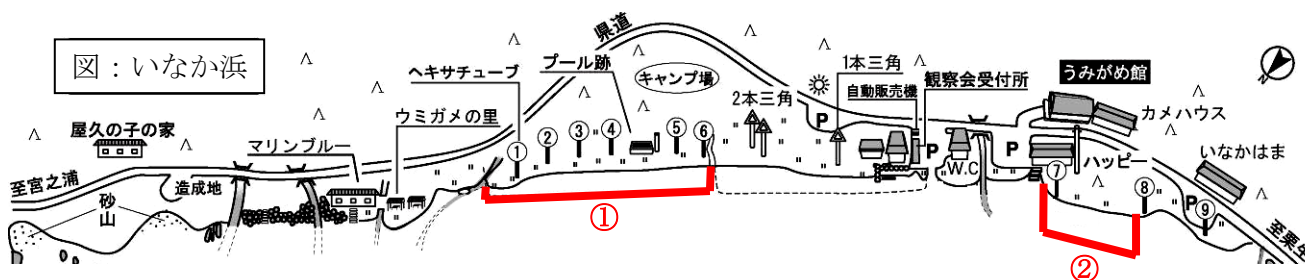 図：いなか浜
県道
ヘキサチューブ
プール跡
キャンプ場
1本三角
自動販売機
観察会受付所
うみがめ館
カメハウス
2本三角
ウミガメの里
屋久の子の家
マリンブルー
いなかはま
至宮之浦
造成地
砂山
① ② ③ ④ ⑤ ⑥
P
P
W.C
P
ハッピー
⑦
⑧
P
⑨
至栗生
①
②